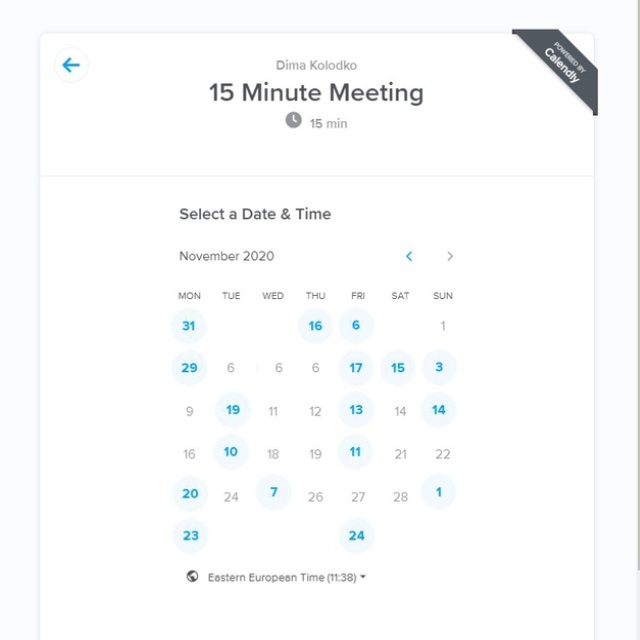 POWERED BY
Calendly
Dima Kolodko
15 Minute Meeting
15 min
Select a Date & Time
November 2020
MON TUE WED THU FRI SAT SUN
31 16 6 1
29 6 6 6 17 15 3
9 19 11 12 13 14 14
16 10 18 19 11 21 22
20 24 7 26 27 28 1
23 24
Eastern European Time (11:38)